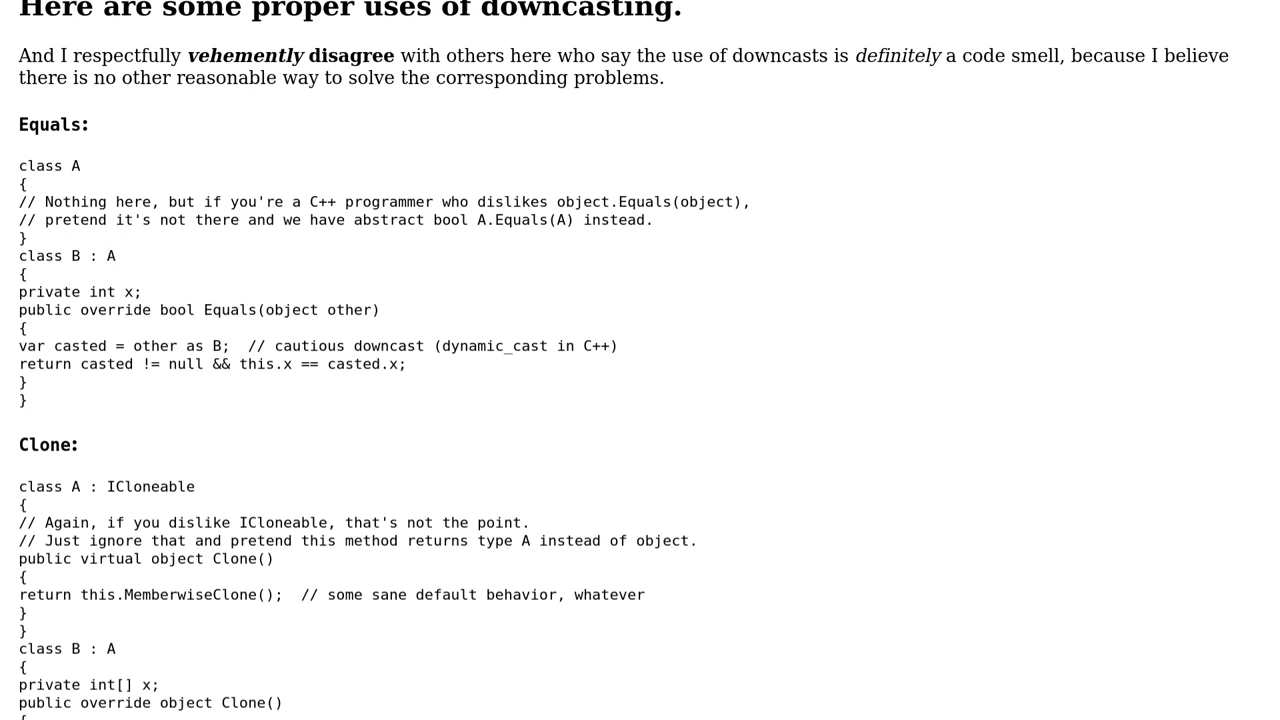 Here are some proper uses of downcasting.
And I respectfully vehemently disagree with others here who say the use of downcasts is definitely a code smell, because I believe
there is no other reasonable way to solve the corresponding problems.
Equals:
class A
{
// Nothing here, but if you're a C++ programmer who dislikes object.Equals(object),
// pretend it's not there and we have abstract bool A.Equals(A) instead.
}
class B : A
{
private int x;
public override bool Equals(object other)
{
var casted = other as B;  // cautious downcast (dynamic_cast in C++)
return casted != null && this.x == casted.x;
}
}
Clone:
class A : ICloneable
{
// Again, if you dislike ICloneable, that's not the point.
// Just ignore that and pretend this method returns type A instead of object.
public virtual object Clone()
{
return this.MemberwiseClone();  // some sane default behavior, whatever
}
}
class B : A
{
private int[] x;
public override object Clone()
{